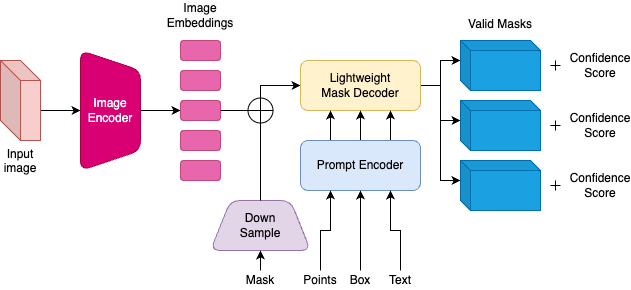 Image
Embeddings
Valid Masks
Image
Encoder
Input
image
Lightweight
Mask Decoder
Prompt Encoder
Down
Sample
Mask
Points
Box
Text
+ Confidence
Score
+ Confidence
Score
+ Confidence
Score